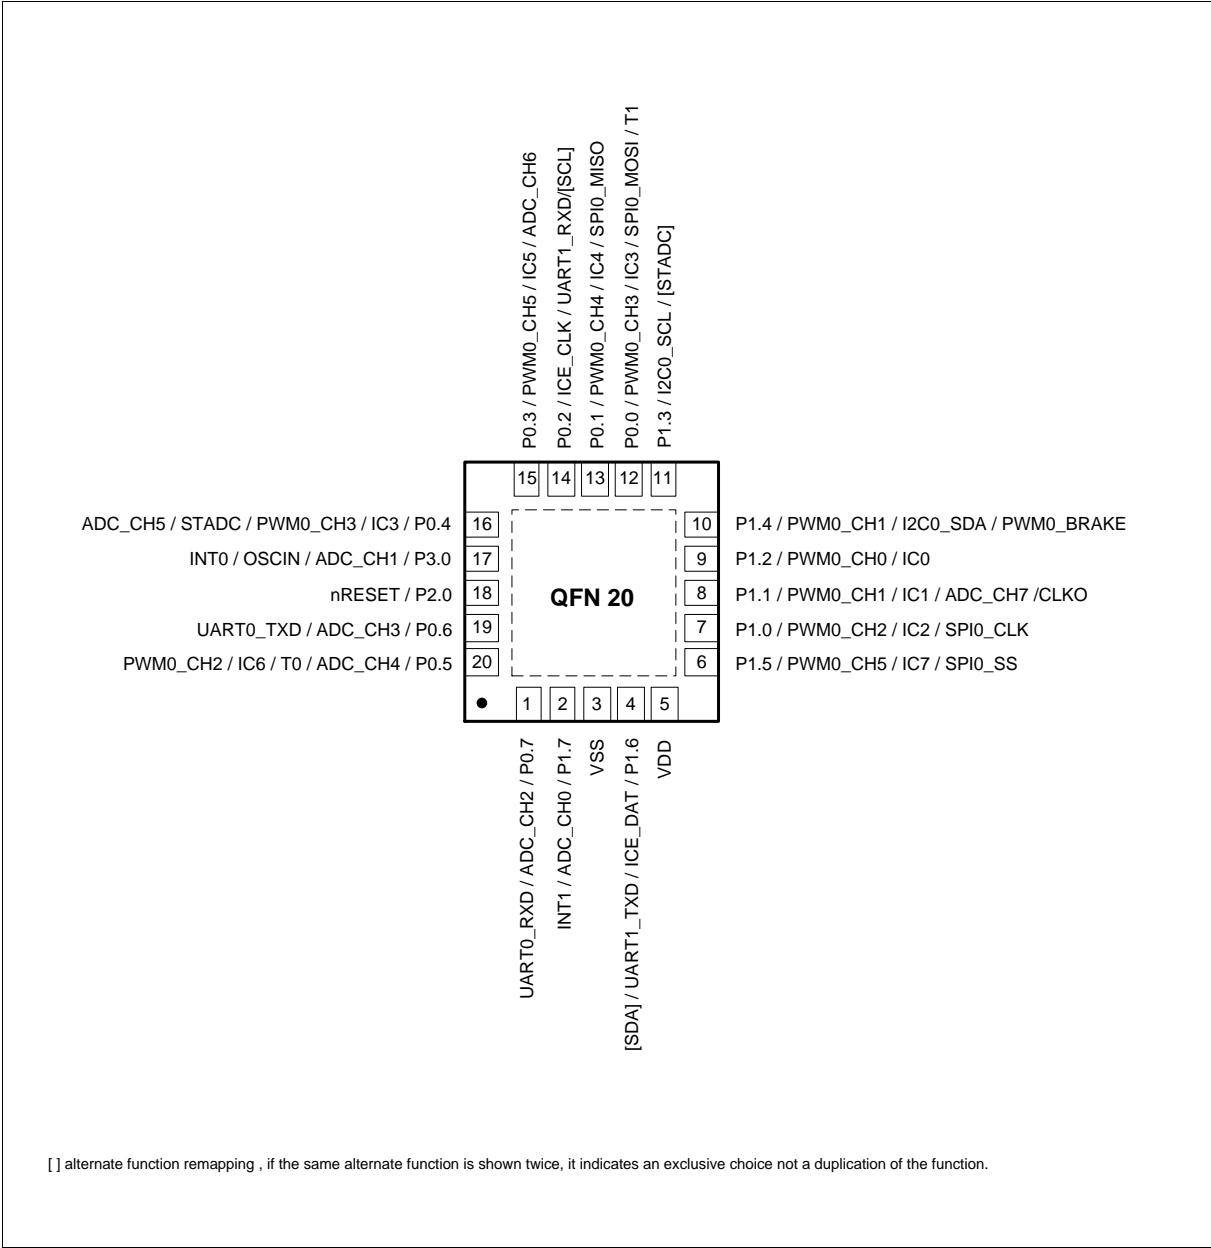 P0.3 / PWM0_CH5 / IC5 / ADC_CH6
P0.2 / ICE_CLK / UART1_RXD/[SCL]
P0.1 / PWM0_CH4 / IC4 / SPI0_MISO
P0.0 / PWM0_CH3 / IC3 / SPI0_MOSI / T1
P1.3 / I2C0_SCL / [STADC]
15
14
13
12
11
ADC_CH5 / STADC / PWM0_CH3 / IC3 / P0.4
16
INT0 / OSCIN / ADC_CH1 / P3.0
17
nRESET / P2.0
18
UART0_TXD / ADC_CH3 / P0.6
19
PWM0_CH2 / IC6 / T0 / ADC_CH4 / P0.5
20
QFN 20
10
P1.4 / PWM0_CH1 / I2C0_SDA / PWM0_BRAKE
9
P1.2 / PWM0_CH0 / IC0
8
P1.1 / PWM0_CH1 / IC1 / ADC_CH7 /CLKO
7
P1.0 / PWM0_CH2 / IC2 / SPI0_CLK
6
P1.5 / PWM0_CH5 / IC7 / SPI0_SS
1
2
3
4
5
UART0_RXD / ADC_CH2 / P0.7
INT1 / ADC_CH0 / P1.7
VSS
[SDA] / UART1_TXD / ICE_DAT / P1.6
VDD
[ ] alternate function remapping , if the same alternate function is shown twice, it indicates an exclusive choice not a duplication of the function.